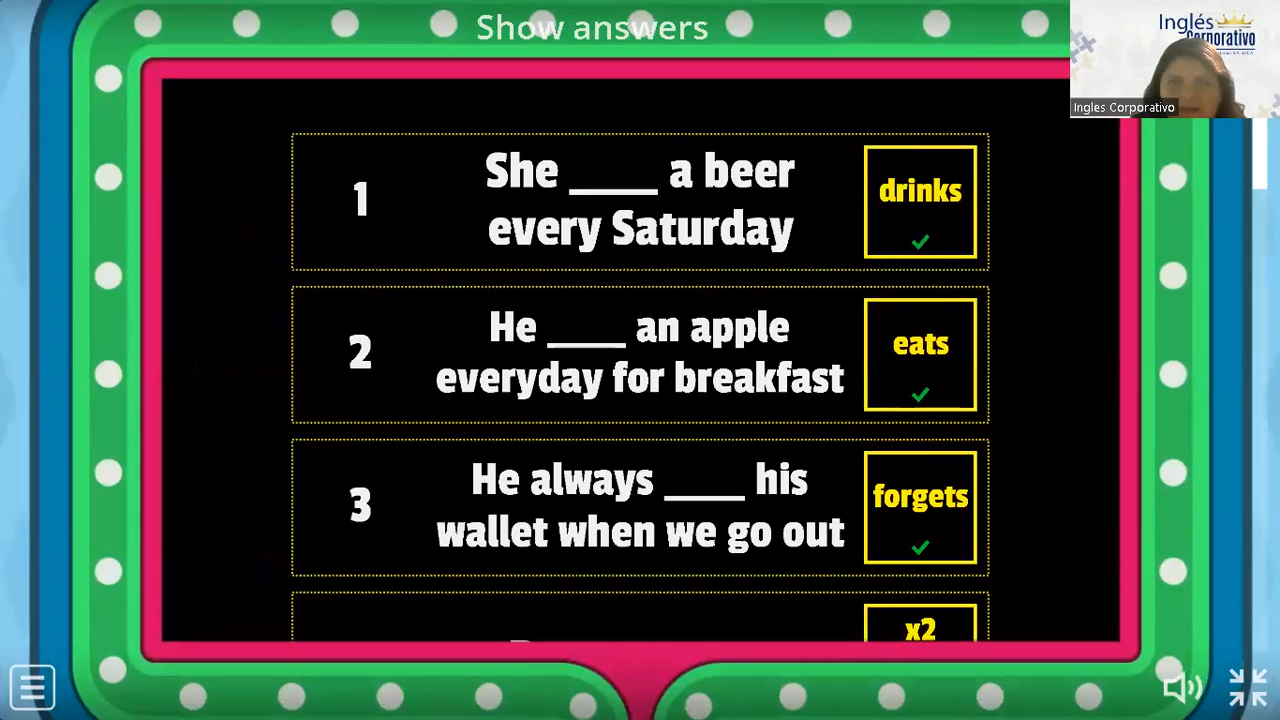 Show answers
Inglés
Corporativo
Ingles Corporativo
1
She ____ a beer
every Saturday
drinks
2
He ____ an apple
everyday for breakfast
eats
3
He always ____ his
wallet when we go out
forgets
x2